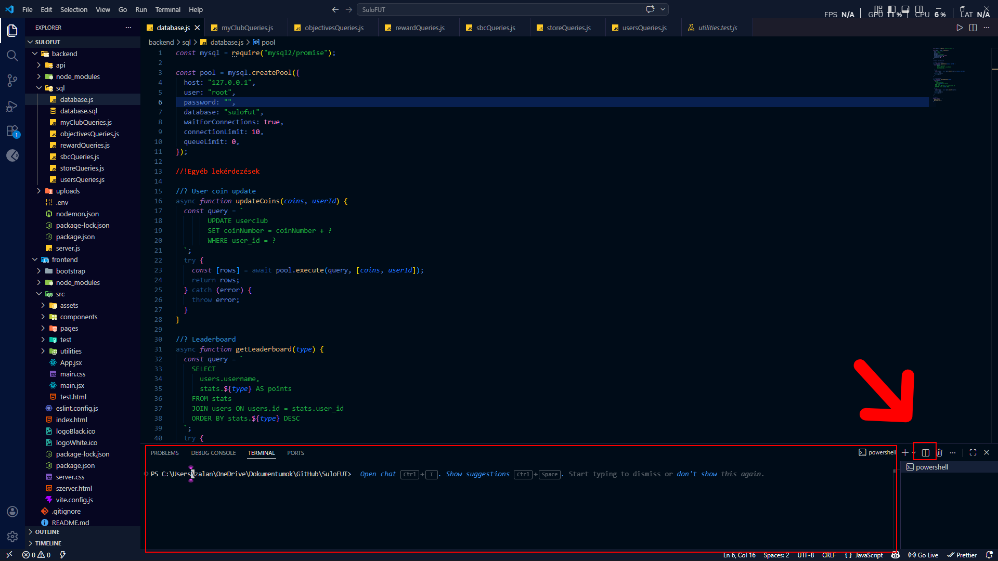 File Edit Selection View Go Run Terminal Help
SuloFUT
FPS N/A GPU 11% CPU 6% LAT N/A
EXPLORER
SULOFUT
backend
api
node_modules
sql
database.js
database.sql
myClubQueries.js
objectivesQueries.js
rewardQueries.js
sbcQueries.js
storeQueries.js
usersQueries.js
uploads
.env
nodemon.json
package-lock.json
package.json
server.js
frontend
bootstrap
node_modules
src
assets
components
pages
test
utilities
App.jsx
main.css
main.jsx
test.html
eslint.config.js
index.html
logoBlack.ico
logoWhite.ico
package-lock.json
package.json
server.css
szerver.html
vite.config.js
.gitignore
README.md
OUTLINE
TIMELINE
database.js myClubQueries.js objectivesQueries.js rewardQueries.js sbcQueries.js storeQueries.js usersQueries.js utilities.test.js
backend > sql > database.js > pool
1 const mysql = require("mysql2/promise");
2
3 const pool = mysql.createPool({
4 host: "127.0.0.1",
5 user: "root",
6 password: "",
7 database: "sulofut",
8 waitForConnections: true,
9 connectionLimit: 10,
10 queueLimit: 0,
11 });
12
13 //!Egyéb lekérdezések
14
15 //? User coin update
16 async function updateCoins(coins, userId) {
17 const query = `
18 UPDATE userclub
19 SET coinNumber = coinNumber + ?
20 WHERE user_id = ?
21 `;
22 try {
23 const [rows] = await pool.execute(query, [coins, userId]);
24 return rows;
25 } catch (error) {
26 throw error;
27 }
28 }
29
30 //? Leaderboard
31 async function getLeaderboard(type) {
32 const query = `
33 SELECT
34 users.username,
35 stats.${type} AS points
36 FROM stats
37 JOIN users ON users.id = stats.user_id
38 ORDER BY stats.${type} DESC
39 `;
40 try {
PROBLEMS DEBUG CONSOLE TERMINAL PORTS
powershell
PS C:\Users\zalan\OneDrive\Dokumentumok\GitHub\SuloFUT> Open chat ctrl + i. Show suggestions ctrl + space. Start typing to dismiss or don't show this again.
powershell
0 0
Ln 6, Col 16 Spaces: 2 UTF-8 CRLF {} JavaScript Go Live Prettier